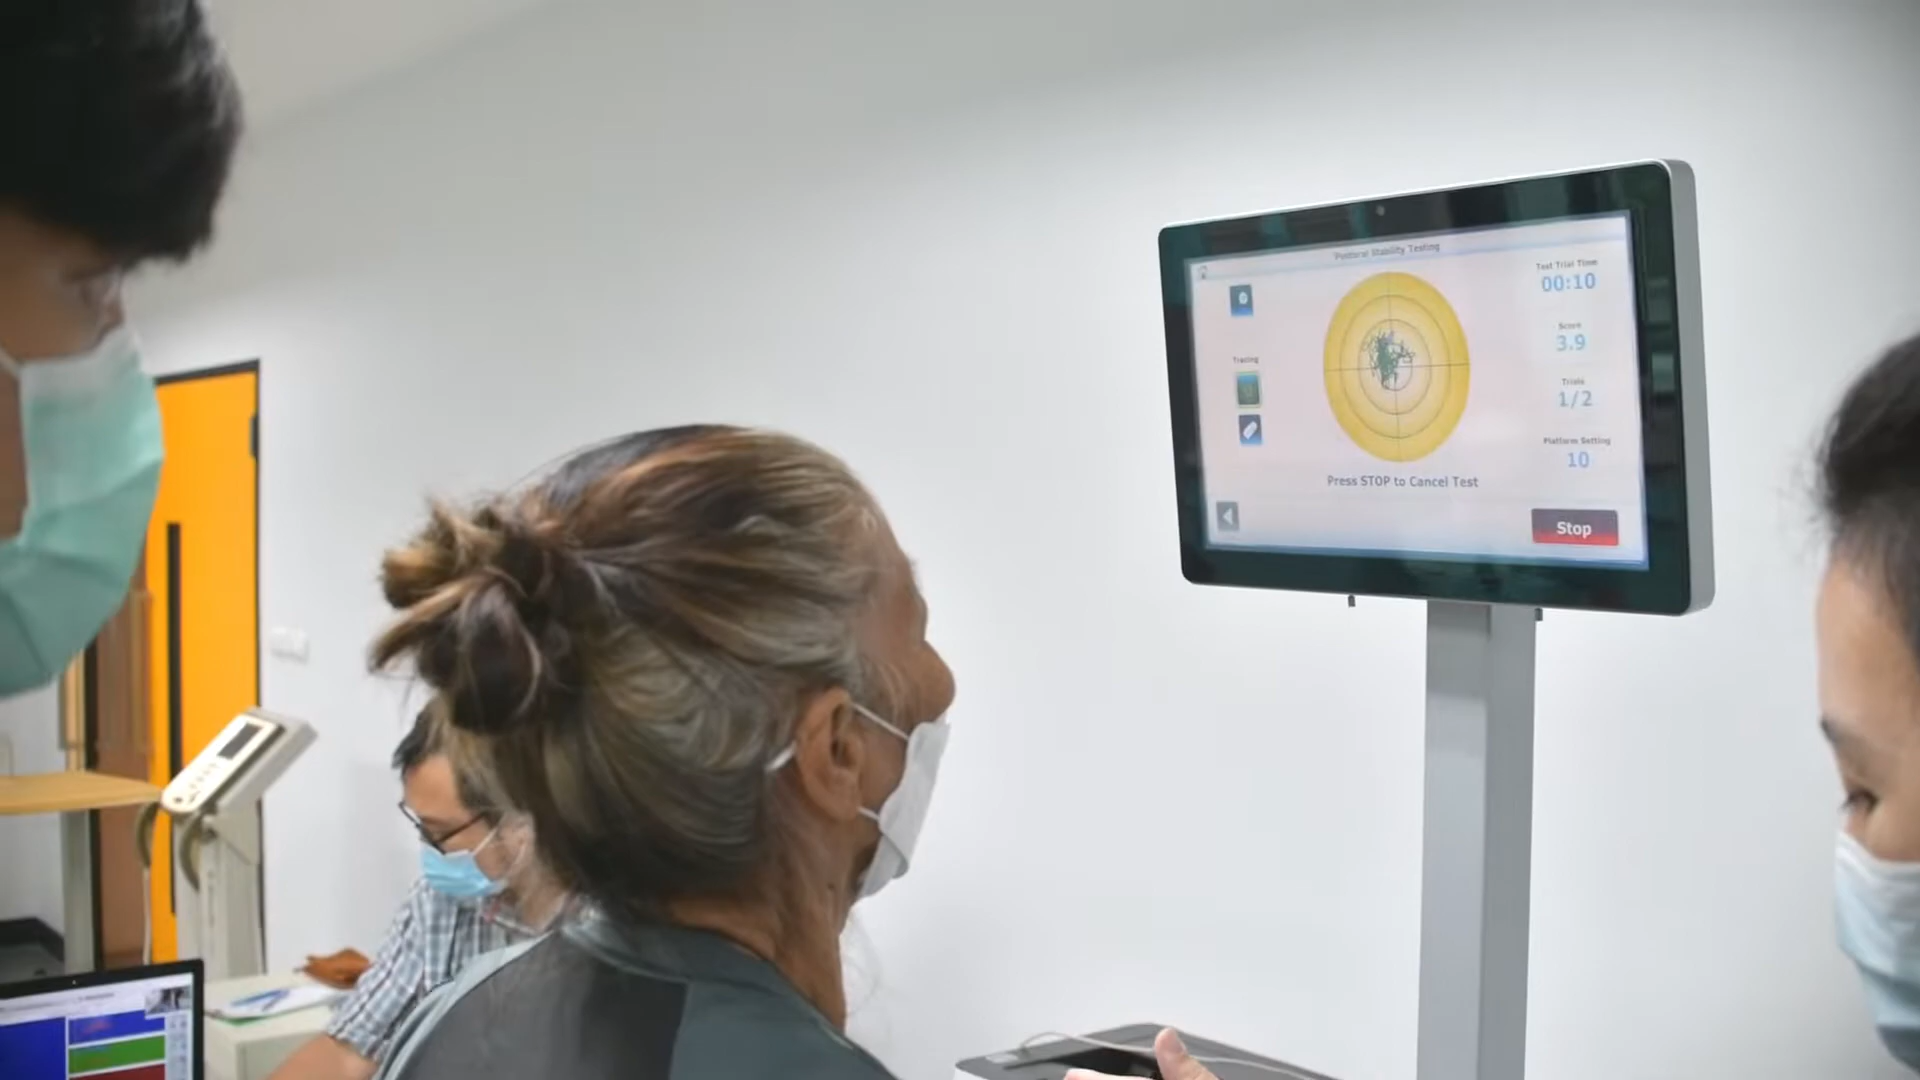 Postural Stability Testing
Test Trial Time
00:10
Score
3.9
Trials
1/2
Platform Setting
10
Tracing
Press STOP to Cancel Test
Stop